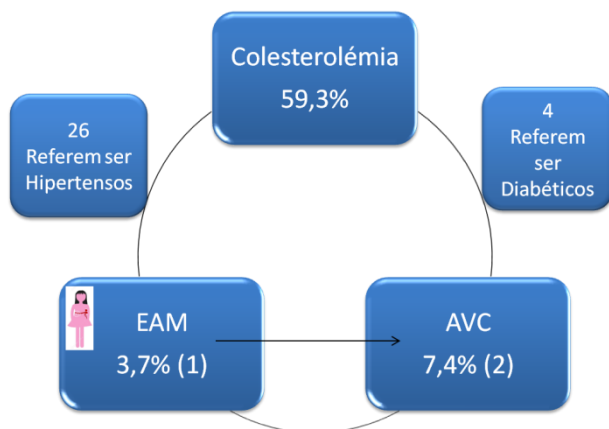 Colesterolémia
59,3%
26
Referem ser
Hipertensos
4
Referem
ser
Diabéticos
EAM
3,7% (1)
AVC
7,4% (2)